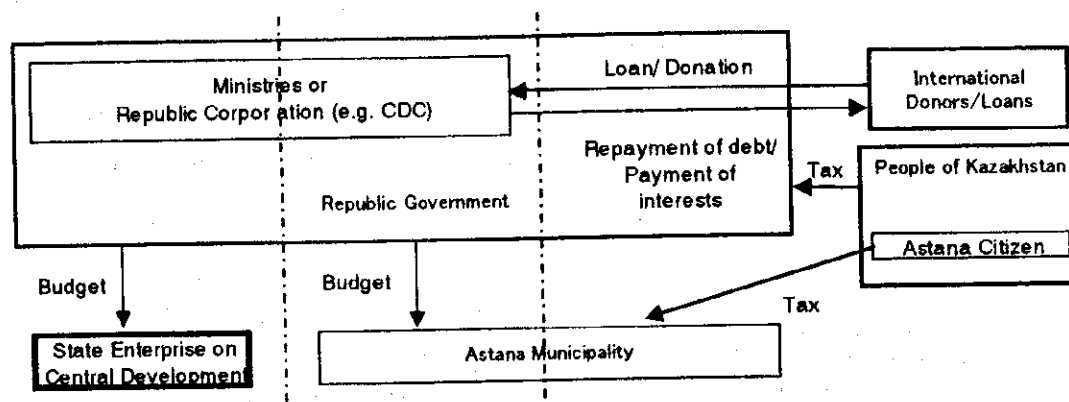 Ministries or
Republic Corporation (e.g. CDC)
Loan/ Donation
International
Donors/Loans
Repayment of debt/
Payment of
interests
Tax
People of Kazakhstan
Republic Government
Astana Citizen
Budget
Budget
Tax
State Enterprise on
Central Development
Astana Municipality